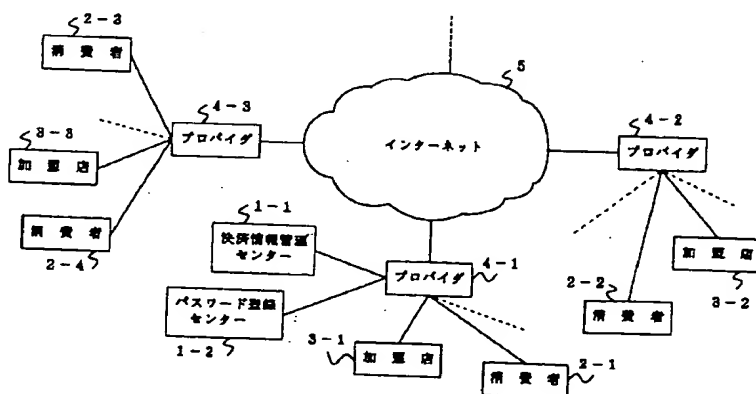 2-3
消費者
5
4-3
4-2
3-3
プロバイダ
インターネット
プロバイダ
加盟店
消費者
1-1
2-4
決済情報管理
センター
プロバイダ
4-1
加盟店
3-2
パスワード登録
センター
2-2
消費者
1-2
3-1
加盟店
2-1
消費者